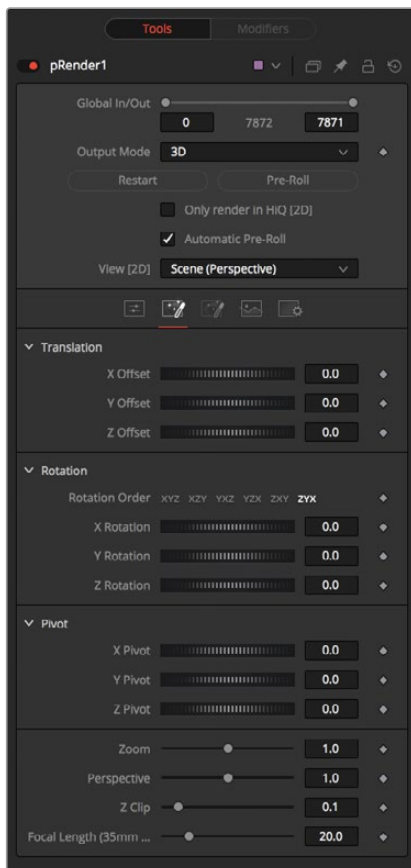 Tools Modifiers
pRender1
Global In/Out
0 7872 7871
Output Mode 3D
Restart Pre-Roll
Only render in HiQ [2D]
Automatic Pre-Roll
View [2D] Scene (Perspective)
Translation
X Offset 0.0
Y Offset 0.0
Z Offset 0.0
Rotation
Rotation Order XYZ XZY YXZ YZX ZXY ZYX
X Rotation 0.0
Y Rotation 0.0
Z Rotation 0.0
Pivot
X Pivot 0.0
Y Pivot 0.0
Z Pivot 0.0
Zoom 1.0
Perspective 1.0
Z Clip 0.1
Focal Length (35mm ... 20.0